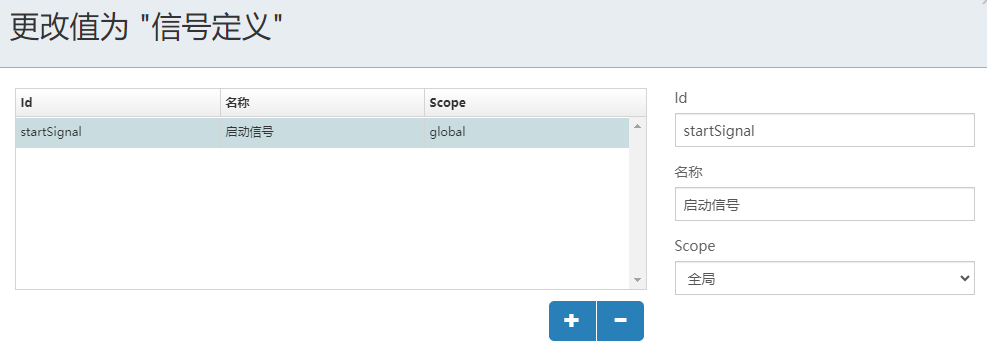 更改值为 "信号定义"
Id 名称 Scope
startSignal 启动信号 global
Id
startSignal
名称
启动信号
Scope
全局